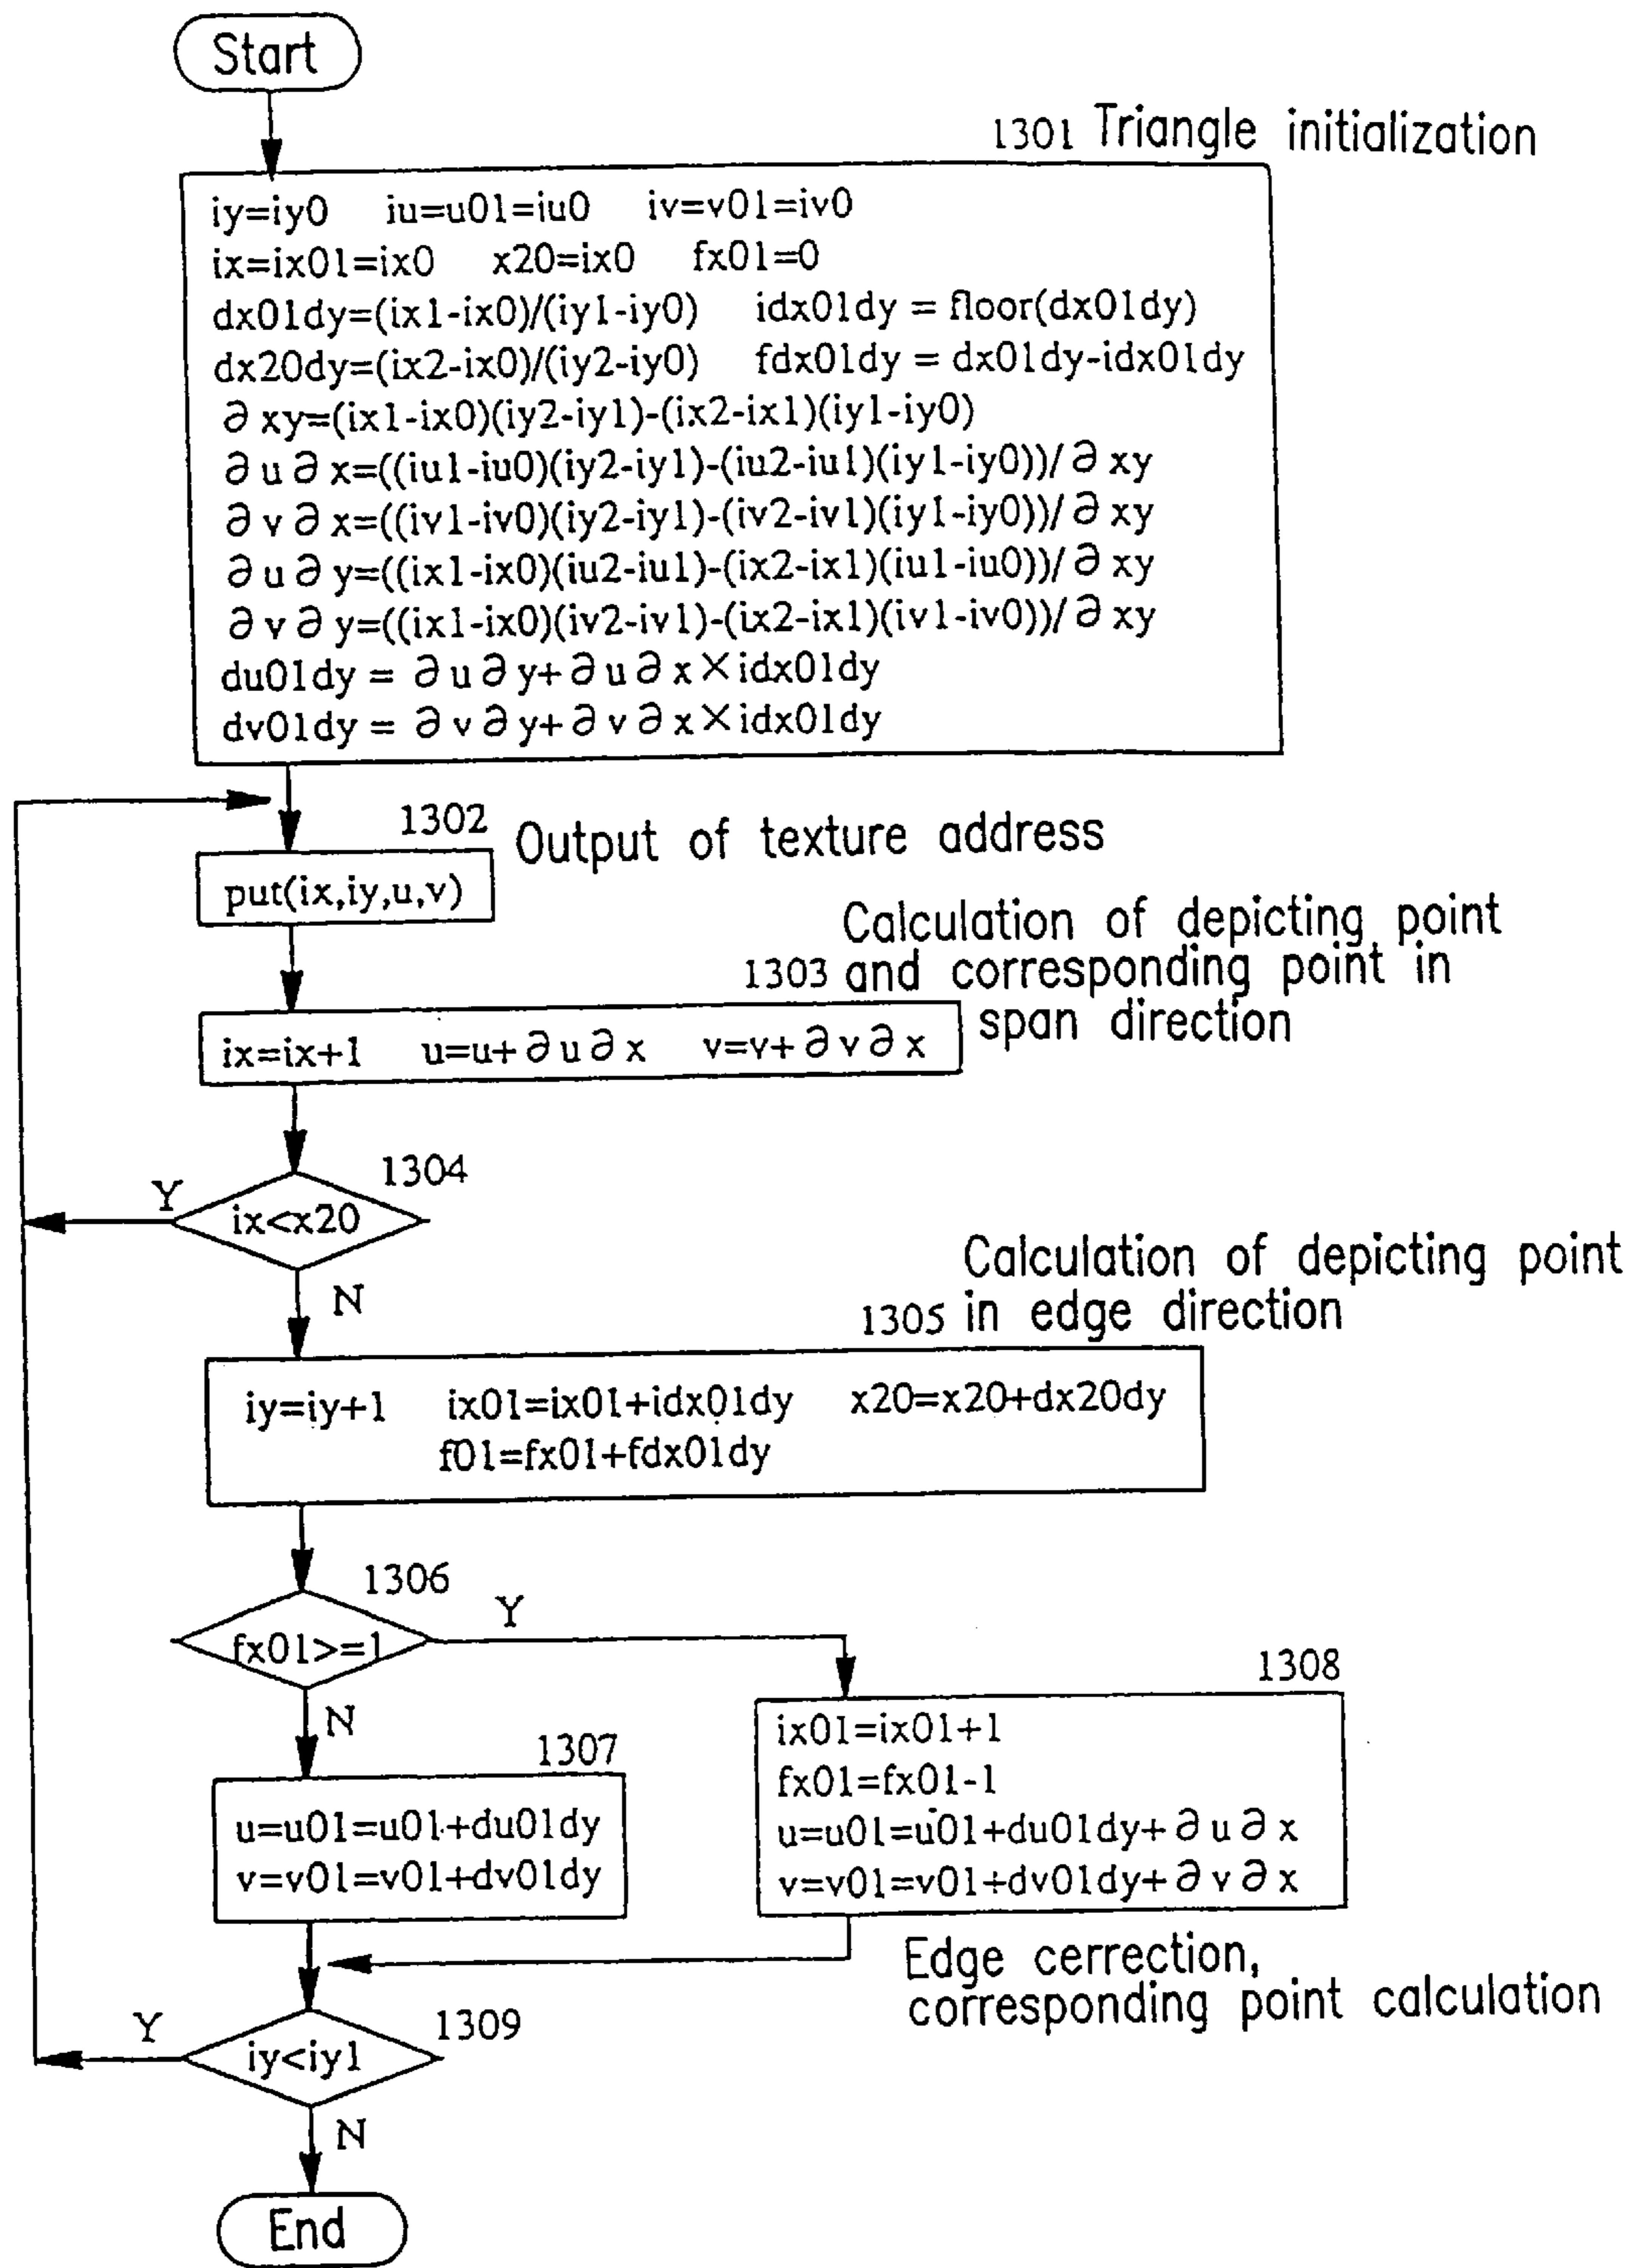 Start
1301 Triangle initialization
iy=iy0 iu=u01=iu0 iv=v01=iv0
ix=ix01=ix0 x20=ix0 fx01=0
dx01dy=(ix1-ix0)/(iy1-iy0) idx01dy = floor(dx01dy)
dx20dy=(ix2-ix0)/(iy2-iy0) fdx01dy = dx01dy-idx01dy
∂ xy=(ix1-ix0)(iy2-iy1)-(ix2-ix1)(iy1-iy0)
∂ u ∂ x=((iu1-iu0)(iy2-iy1)-(iu2-iu1)(iy1-iy0))/ ∂ xy
∂ v ∂ x=((iv1-iv0)(iy2-iy1)-(iv2-iv1)(iy1-iy0))/ ∂ xy
∂ u ∂ y=((ix1-ix0)(iu2-iu1)-(ix2-ix1)(iu1-iu0))/ ∂ xy
∂ v ∂ y=((ix1-ix0)(iv2-iv1)-(ix2-ix1)(iv1-iv0))/ ∂ xy
du01dy = ∂ u ∂ y+ ∂ u ∂ x × idx01dy
dv01dy = ∂ v ∂ y+ ∂ v ∂ x × idx01dy
1302 Output of texture address
put(ix,iy,u,v)
Calculation of depicting point
1303 and corresponding point in
span direction
ix=ix+1 u=u+ ∂ u ∂ x v=v+ ∂ v ∂ x
1304
Y
ix<x20
N
Calculation of depicting point
1305 in edge direction
iy=iy+1 ix01=ix01+idx01dy x20=x20+dx20dy
f01=fx01+fdx01dy
1306
Y
fx01>=1
N
1308
ix01=ix01+1
fx01=fx01-1
u=u01=u01+du01dy+ ∂ u ∂ x
v=v01=v01+dv01dy+ ∂ v ∂ x
1307
u=u01=u01+du01dy
v=v01=v01+dv01dy
Edge cerrection,
corresponding point calculation
Y
1309
iy<iy1
N
End